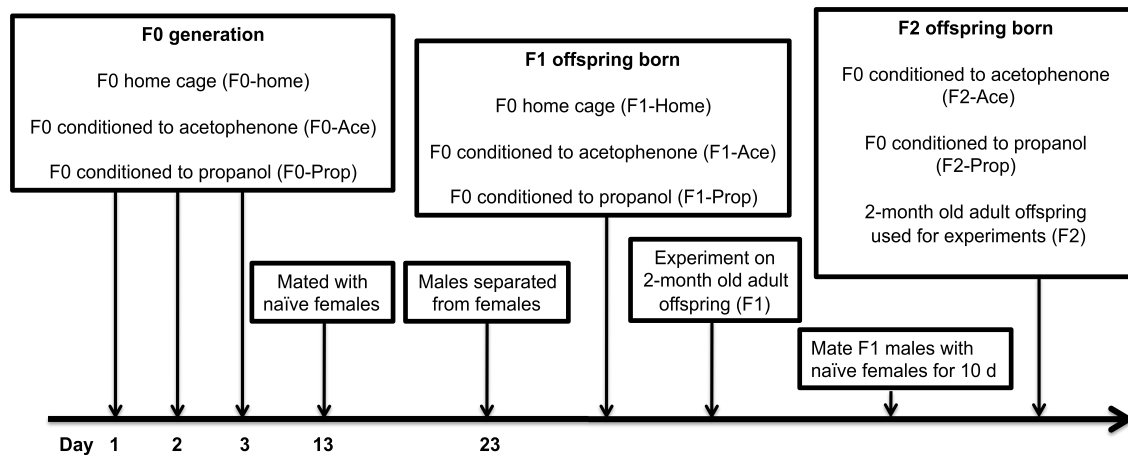 F0 generation
F0 home cage (F0-home)
F0 conditioned to acetophenone (F0-Ace)
F0 conditioned to propanol (F0-Prop)
F1 offspring born
F0 home cage (F1-Home)
F0 conditioned to acetophenone (F1-Ace)
F0 conditioned to propanol (F1-Prop)
F2 offspring born
F0 conditioned to acetophenone
(F2-Ace)
F0 conditioned to propanol
(F2-Prop)
2-month old adult offspring
used for experiments (F2)
Mated with
naïve females
Males separated
from females
Experiment on
2-month old adult
offspring (F1)
Mate F1 males with
naïve females for 10 d
Day 1 2 3 13 23